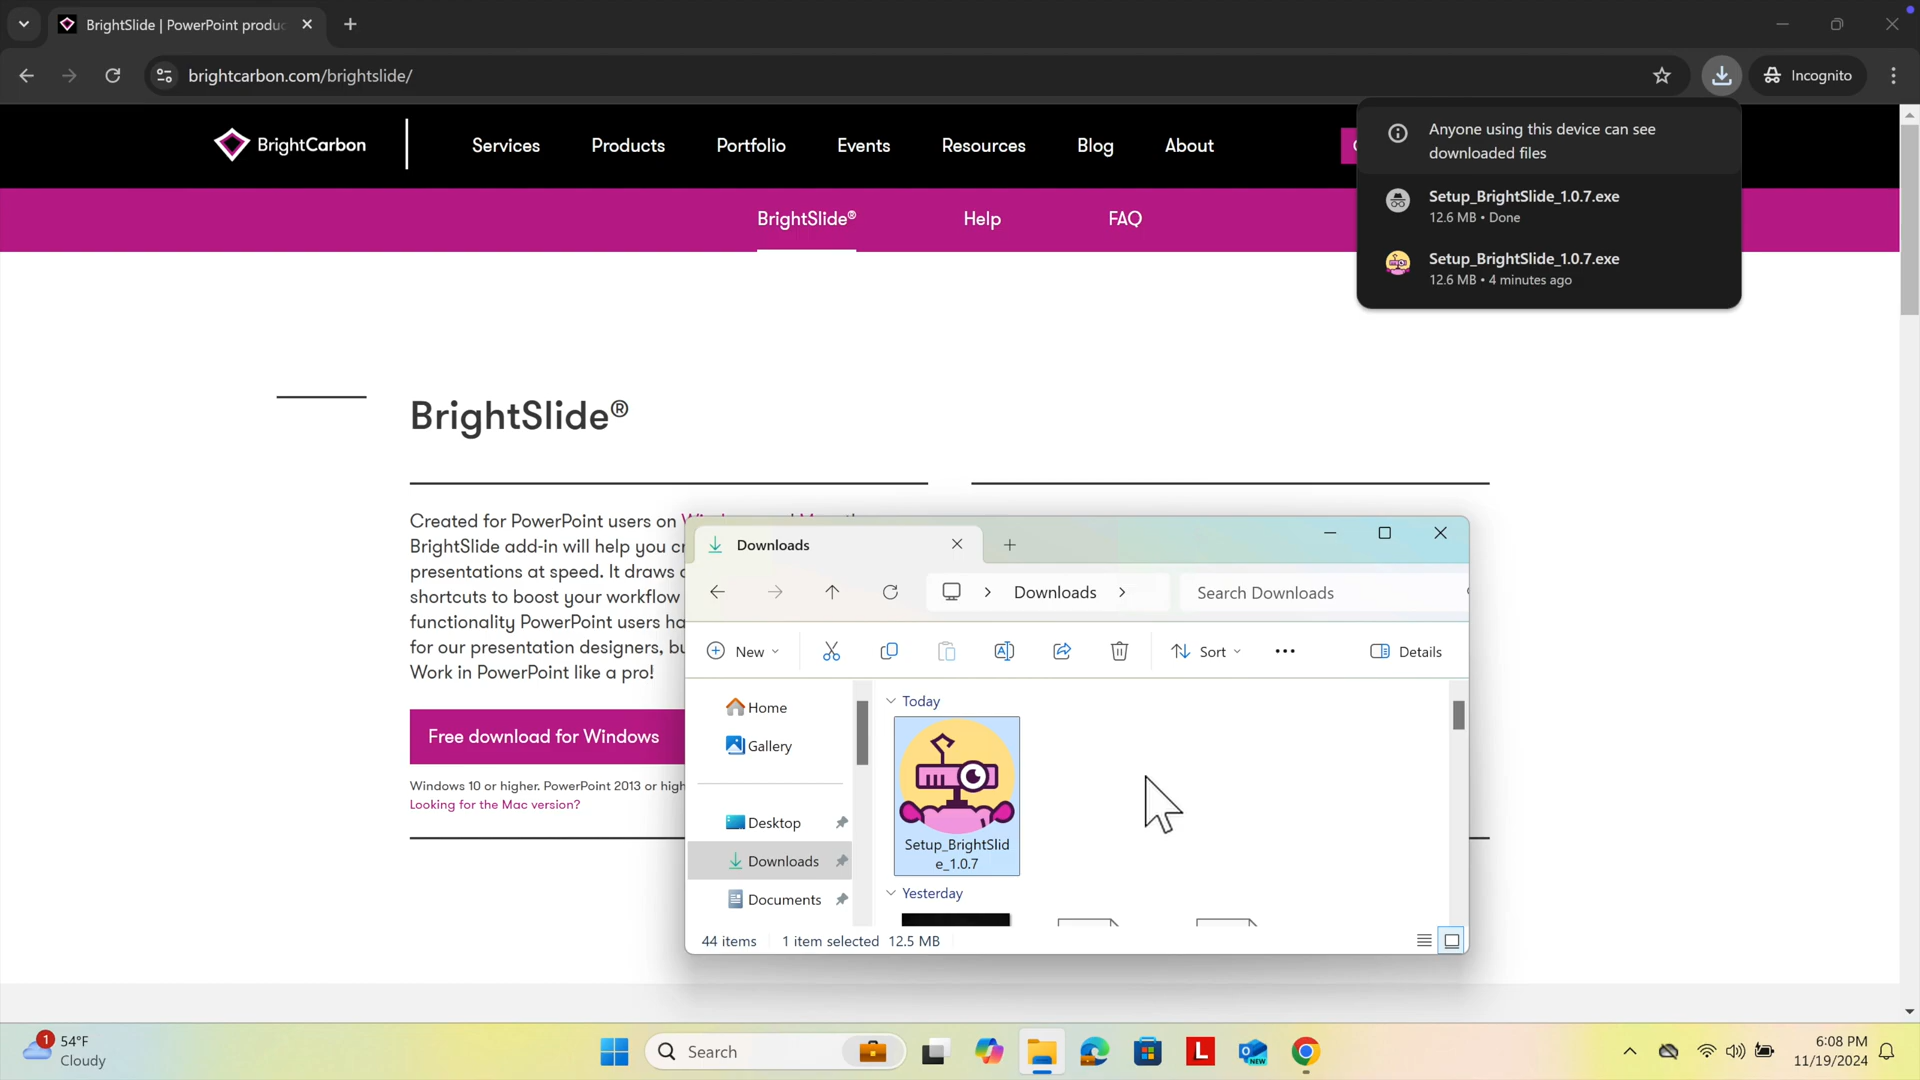 BrightSlide | PowerPoint produc
brightcarbon.com/brightslide/
Incognito
BrightCarbon
Services
Products
Portfolio
Events
Resources
Blog
About
Anyone using this device can see
downloaded files
Setup_BrightSlide_1.0.7.exe
12.6 MB • Done
Setup_BrightSlide_1.0.7.exe
12.6 MB • 4 minutes ago
BrightSlide®
Help
FAQ
BrightSlide®
Created for PowerPoint users on
BrightSlide add-in will help you cr
presentations at speed. It draws
shortcuts to boost your workflow
functionality PowerPoint users ha
for our presentation designers, bu
Work in PowerPoint like a pro!
Free download for Windows
Windows 10 or higher. PowerPoint 2013 or high
Looking for the Mac version?
Downloads
Downloads
Search Downloads
New
Sort
Details
Home
Gallery
Desktop
Downloads
Documents
Today
Setup_BrightSlid
e_1.0.7
Yesterday
44 items
1 item selected 12.5 MB
1
54°F
Cloudy
Search
L
NEW
6:08 PM
11/19/2024